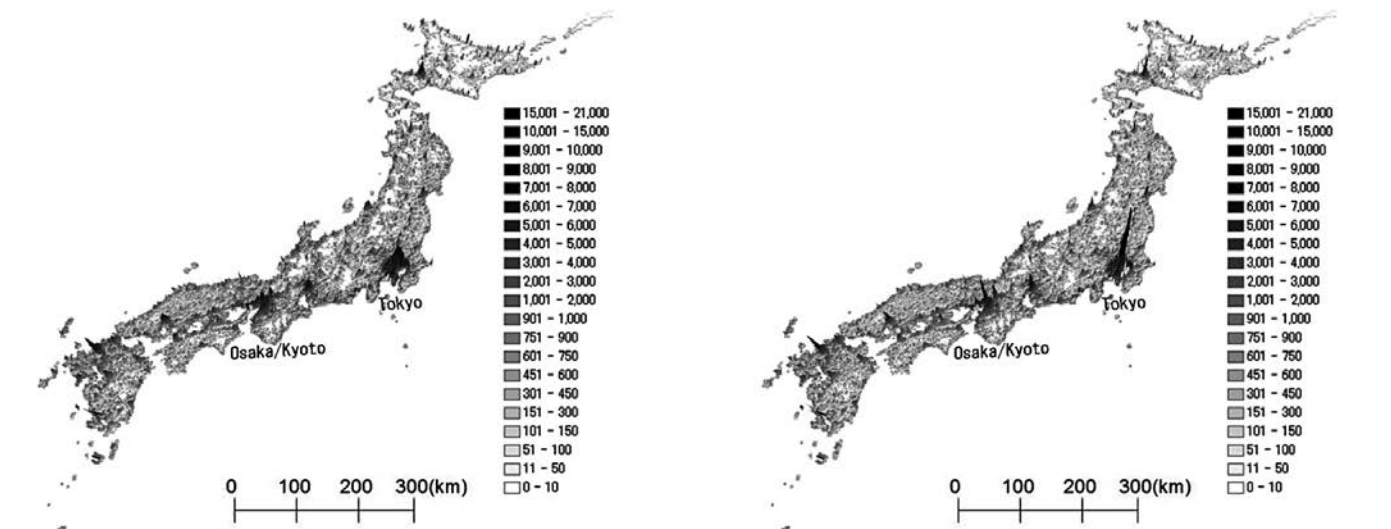 15,001 - 21,000
10,001 - 15,000
9,001 - 10,000
8,001 - 9,000
7,001 - 8,000
6,001 - 7,000
5,001 - 6,000
4,001 - 5,000
3,001 - 4,000
2,001 - 3,000
1,001 - 2,000
901 - 1,000
751 - 900
601 - 750
451 - 600
301 - 450
151 - 300
101 - 150
51 - 100
11 - 50
0 - 10
Tokyo
Osaka/Kyoto
0 100 200 300(km)
15,001 - 21,000
10,001 - 15,000
9,001 - 10,000
8,001 - 9,000
7,001 - 8,000
6,001 - 7,000
5,001 - 6,000
4,001 - 5,000
3,001 - 4,000
2,001 - 3,000
1,001 - 2,000
901 - 1,000
751 - 900
601 - 750
451 - 600
301 - 450
151 - 300
101 - 150
51 - 100
11 - 50
0 - 10
Tokyo
Osaka/Kyoto
0 100 200 300(km)